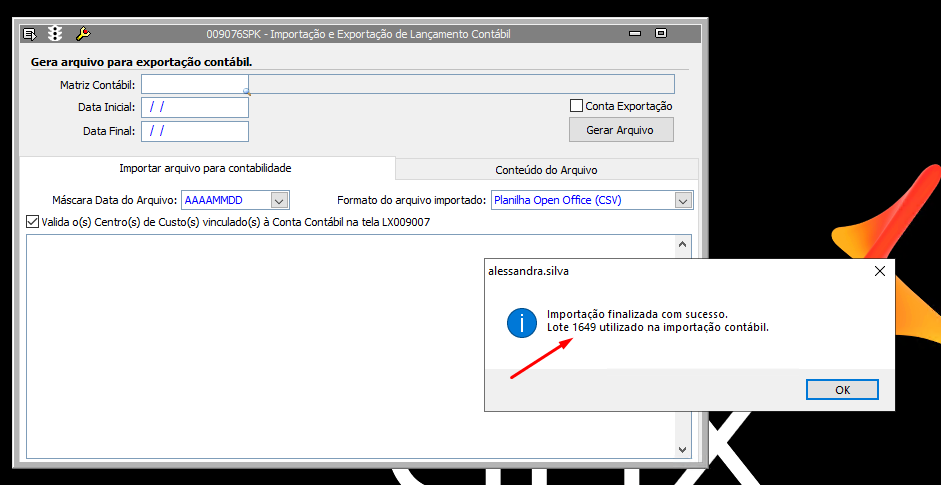 009076SPK - Importação e Exportação de Lançamento Contábil
Gera arquivo para exportação contábil.
Matriz Contábil:
Data Inicial: / /
Conta Exportação
Data Final: / /
Gerar Arquivo
Importar arquivo para contabilidade
Conteúdo do Arquivo
Máscara Data do Arquivo: AAAAMMDD
Formato do arquivo importado: Planilha Open Office (CSV)
Valida o(s) Centro(s) de Custo(s) vinculado(s) à Conta Contábil na tela LX009007
alessandra.silva
Importação finalizada com sucesso.
Lote 1649 utilizado na importação contábil.
OK